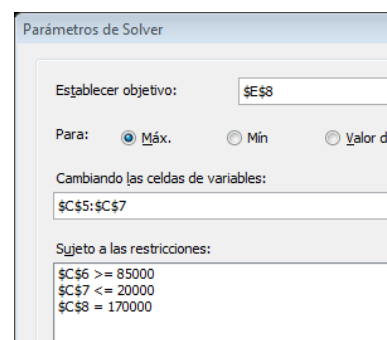 Parámetros de Solver
Establecer objetivo: $E$8
Para: Máx. Mín Valor d
Cambiando las celdas de variables:
$C$5:$C$7
Sujeto a las restricciones:
$C$6 >= 85000
$C$7 <= 20000
$C$8 = 170000